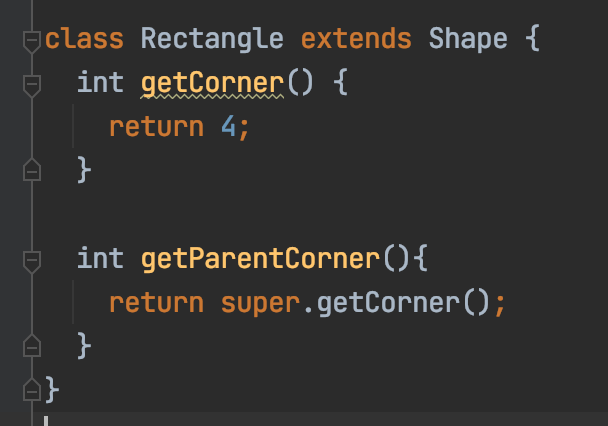 class Rectangle extends Shape {
  int getCorner() {
    return 4;
  }

  int getParentCorner(){
    return super.getCorner();
  }
}